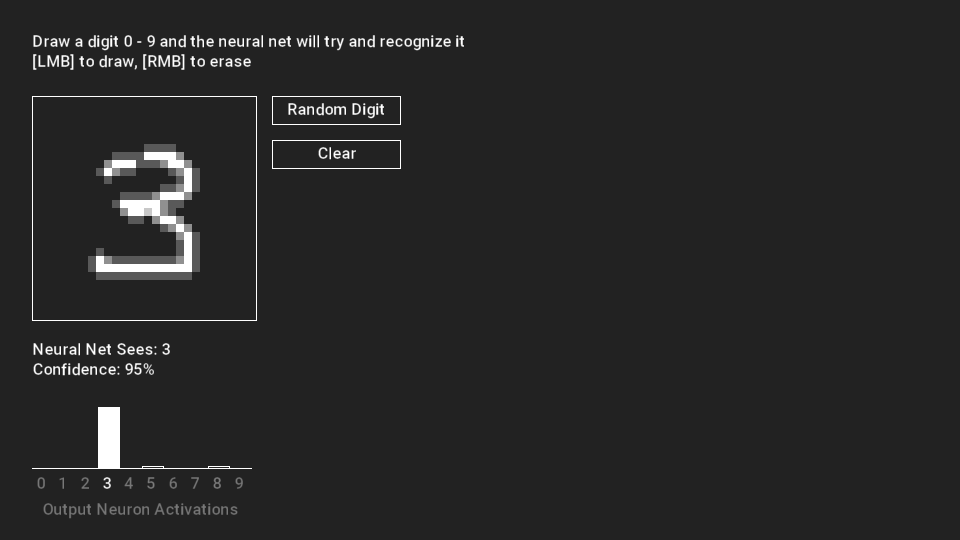 Draw a digit 0 - 9 and the neural net will try and recognize it
[LMB] to draw, [RMB] to erase
Random Digit
Clear
3
Neural Net Sees: 3
Confidence: 95%
0 1 2 3 4 5 6 7 8 9
Output Neuron Activations